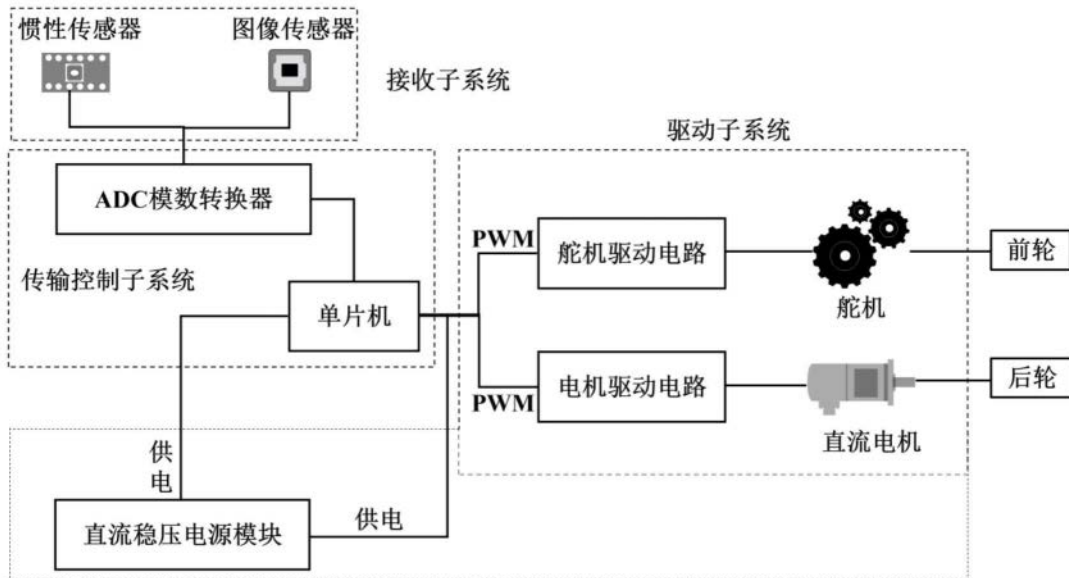 惯性传感器
图像传感器
接收子系统
驱动子系统
ADC模数转换器
PWM
舵机驱动电路
前轮
传输控制子系统
单片机
舵机
电机驱动电路
后轮
PWM
直流电机
供
电
直流稳压电源模块
供电